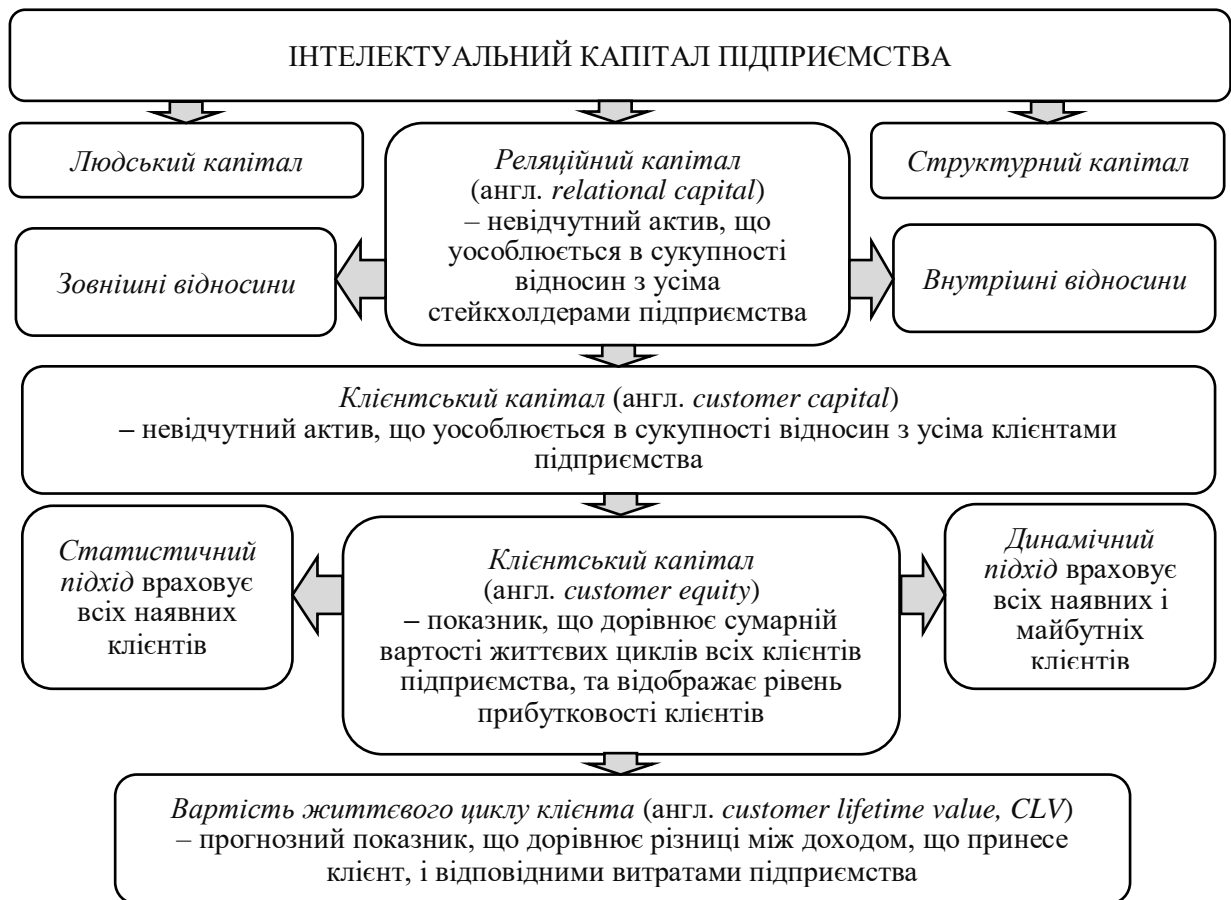 ІНТЕЛЕКТУАЛЬНИЙ КАПІТАЛ ПІДПРИЄМСТВА
Людський капітал
Реляційний капітал
(англ. relational capital)
– невідчутний актив, що
уособлюється в сукупності
відносин з усіма
стейкхолдерами підприємства
Структурний капітал
Зовнішні відносини
Внутрішні відносини
Клієнтський капітал (англ. customer capital)
– невідчутний актив, що уособлюється в сукупності відносин з усіма клієнтами
підприємства
Статистичний
підхід враховує
всіх наявних
клієнтів
Клієнтський капітал
(англ. customer equity)
– показник, що дорівнює сумарній
вартості життєвих циклів всіх клієнтів
підприємства, та відображає рівень
прибутковості клієнтів
Динамічний
підхід враховує
всіх наявних і
майбутніх
клієнтів
Вартість життєвого циклу клієнта (англ. customer lifetime value, CLV)
– прогнозний показник, що дорівнює різниці між доходом, що принесе
клієнт, і відповідними витратами підприємства